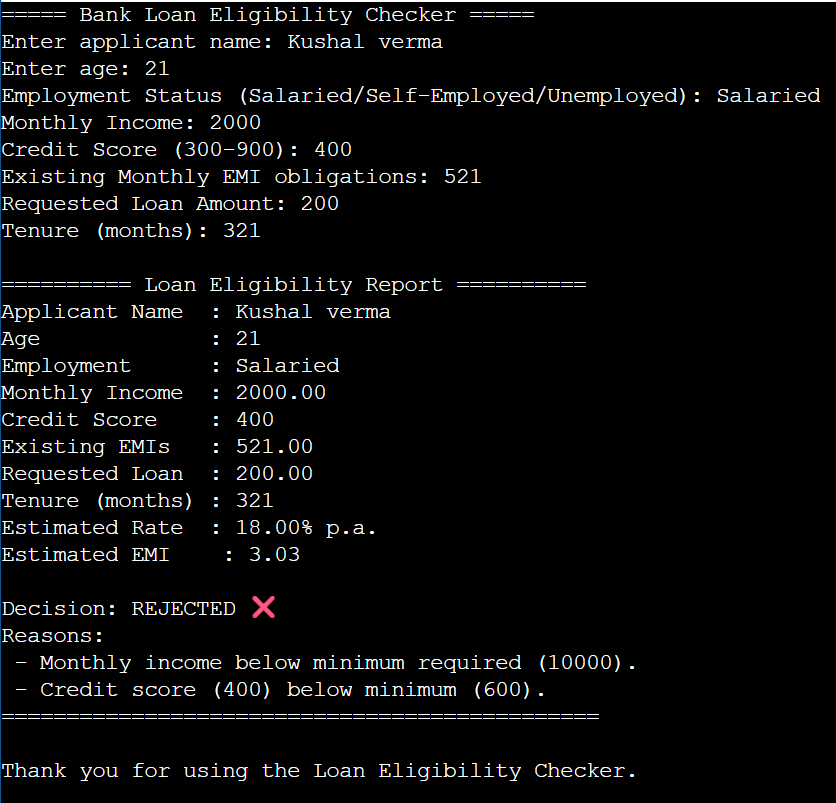 ===== Bank Loan Eligibility Checker =====
Enter applicant name: Kushal verma
Enter age: 21
Employment Status (Salaried/Self-Employed/Unemployed): Salaried
Monthly Income: 2000
Credit Score (300-900): 400
Existing Monthly EMI obligations: 521
Requested Loan Amount: 200
Tenure (months): 321

========== Loan Eligibility Report ==========
Applicant Name  : Kushal verma
Age             : 21
Employment      : Salaried
Monthly Income  : 2000.00
Credit Score    : 400
Existing EMIs   : 521.00
Requested Loan  : 200.00
Tenure (months) : 321
Estimated Rate  : 18.00% p.a.
Estimated EMI    : 3.03

Decision: REJECTED ❌
Reasons:
 - Monthly income below minimum required (10000).
 - Credit score (400) below minimum (600).
==============================================

Thank you for using the Loan Eligibility Checker.